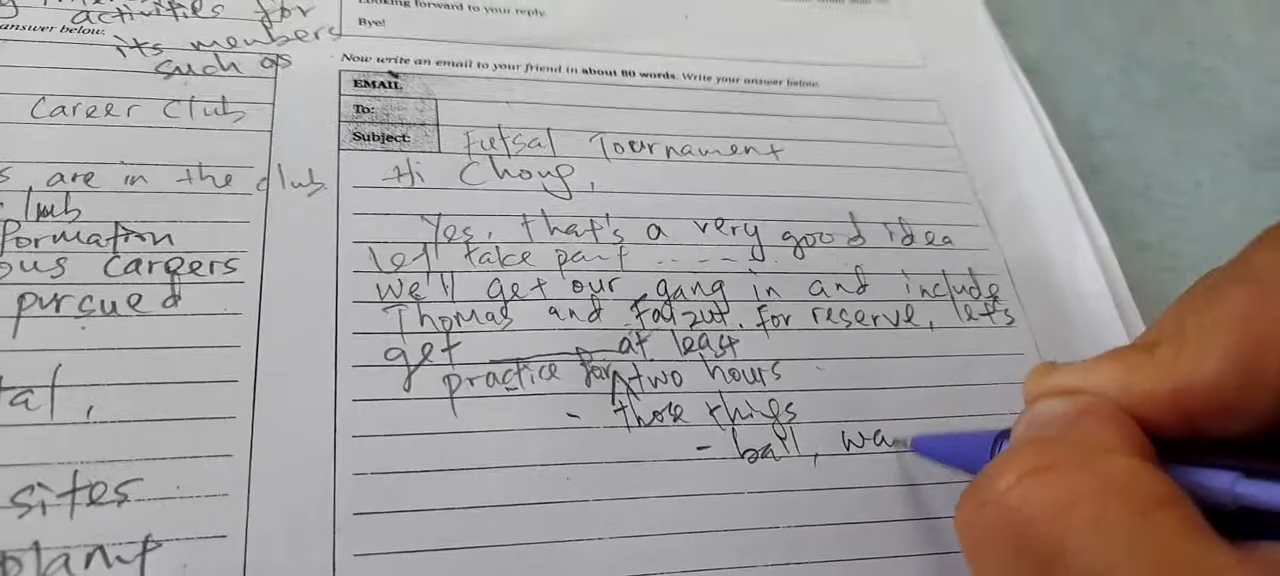 activities for
answer below.
its members
such as
Career Club
s, are in the club
formation
ous careers
pursued
tal,
sites
Looking forward to your reply
Bye!
Now write an email to your friend in about 80 words. Write your answer below.
EMAIL
To:
Subject: Futsal Tournament
Hi Chong,
Yes, that's a very good idea
let take part ........
We'll get our gang in and include
Thomas and for reserve, let's
get at least
practice for two hours
- those things
- ball, wa